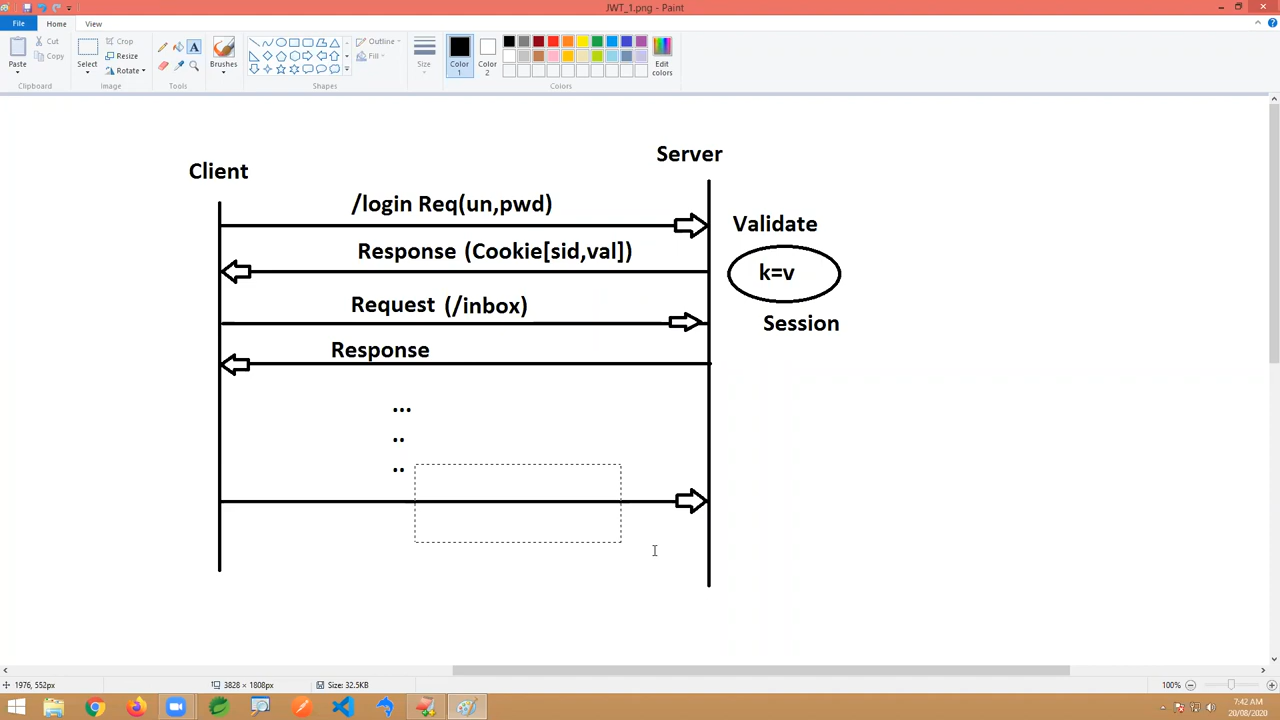 JWT_1.png - Paint
File
Home
View
Paste
Cut
Copy
Clipboard
Select
Crop
Resize
Rotate
Image
A
Tools
Brushes
Shapes
Outline
Fill
Size
Color
1
Color
2
Edit
colors
Colors
Client
Server
/login Req(un,pwd)
Validate
Response (Cookie[sid,val])
k=v
Request (/inbox)
Session
Response
...
..
..
1976, 552px
3828 × 1808px
Size: 32.5KB
100%
7:42 AM
20/08/2020